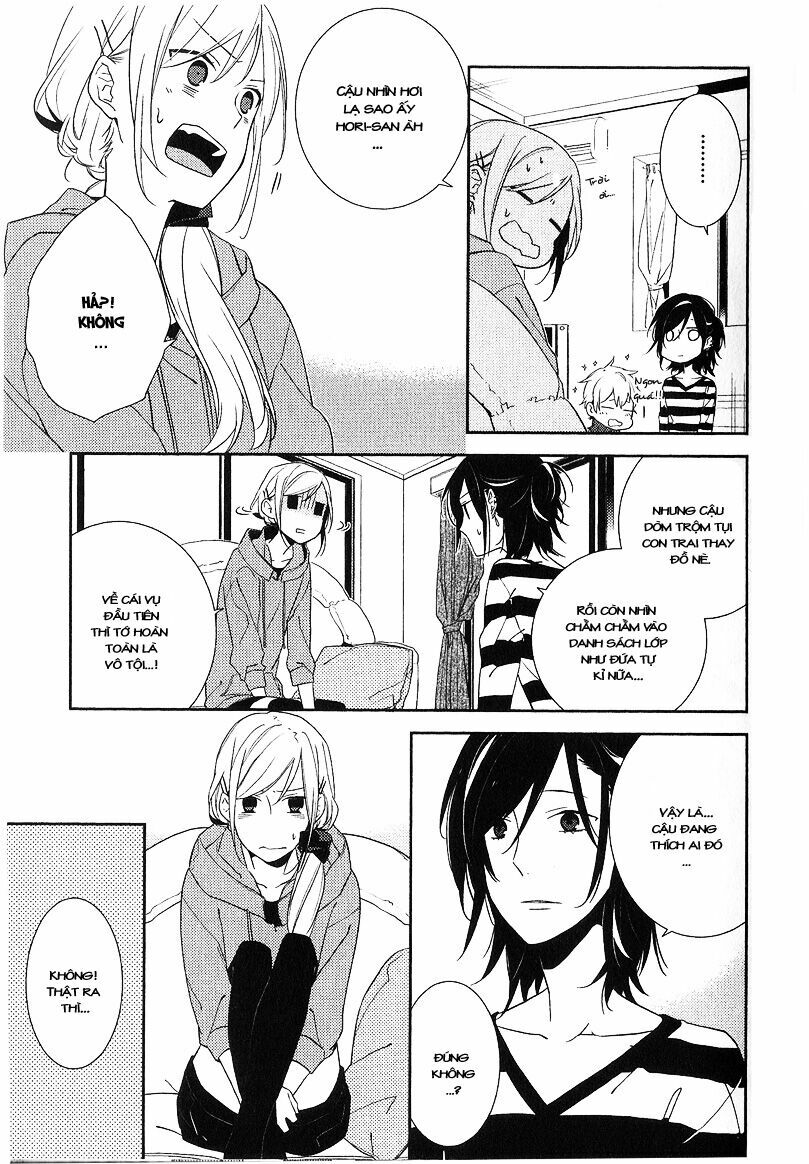 .........
Trời
ơi...
Ngon
quá!!
CẬU NHÌN HƠI
LẠ SAO ẤY
HORI-SAN ÀH
...
HẢ?!
KHÔNG
...
NHƯNG CẬU
DÒM TRỘM TỤI
CON TRAI THAY
ĐỒ NÈ.
RỒI CÒN NHÌN
CHẰM CHẰM VÀO
DANH SÁCH LỚP
NHƯ ĐỨA TỰ
KỈ NỮA...
VỀ CÁI VỤ
ĐẦU TIÊN
THÌ TỚ HOÀN
TOÀN LÀ
VÔ TỘI...!
VẬY LÀ...
CẬU ĐANG
THÍCH AI ĐÓ
...
ĐÚNG
KHÔNG
...?
KHÔNG!
THẬT RA
THÌ...